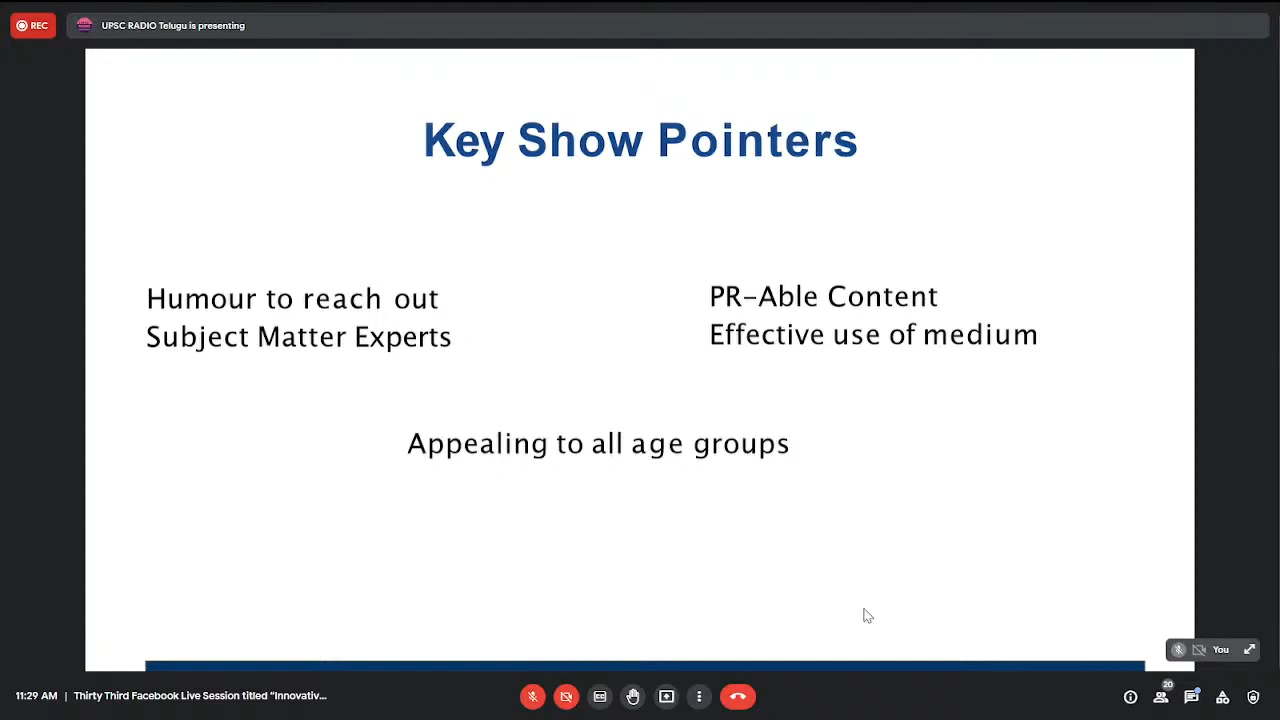 REC
UPSC RADIO Telugu is presenting
Key Show Pointers
Humour to reach out
Subject Matter Experts
PR-Able Content
Effective use of medium
Appealing to all age groups
You
11:29 AM | Thirty Third Facebook Live Session titled “Innovativ...
20